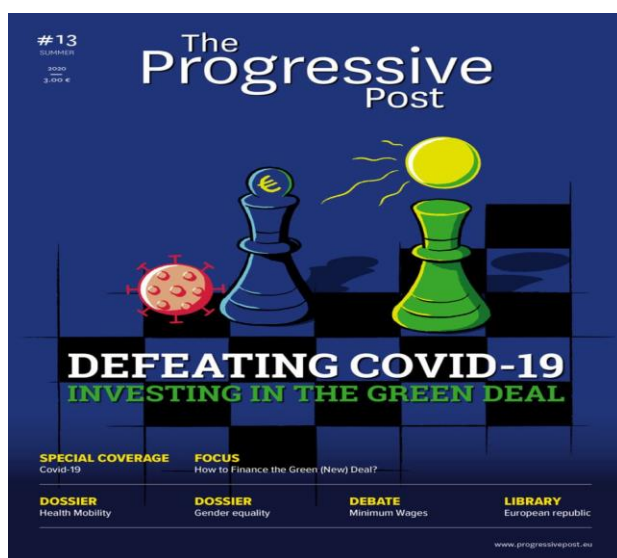 #13
SUMMER
2020
3.00 €
The
Progressive
Post
€
DEFEATING COVID-19
INVESTING IN THE GREEN DEAL
SPECIAL COVERAGE
Covid-19
FOCUS
How to Finance the Green (New) Deal?
DOSSIER
Health Mobility
DOSSIER
Gender equality
DEBATE
Minimum Wages
LIBRARY
European republic
www.progressivepost.eu